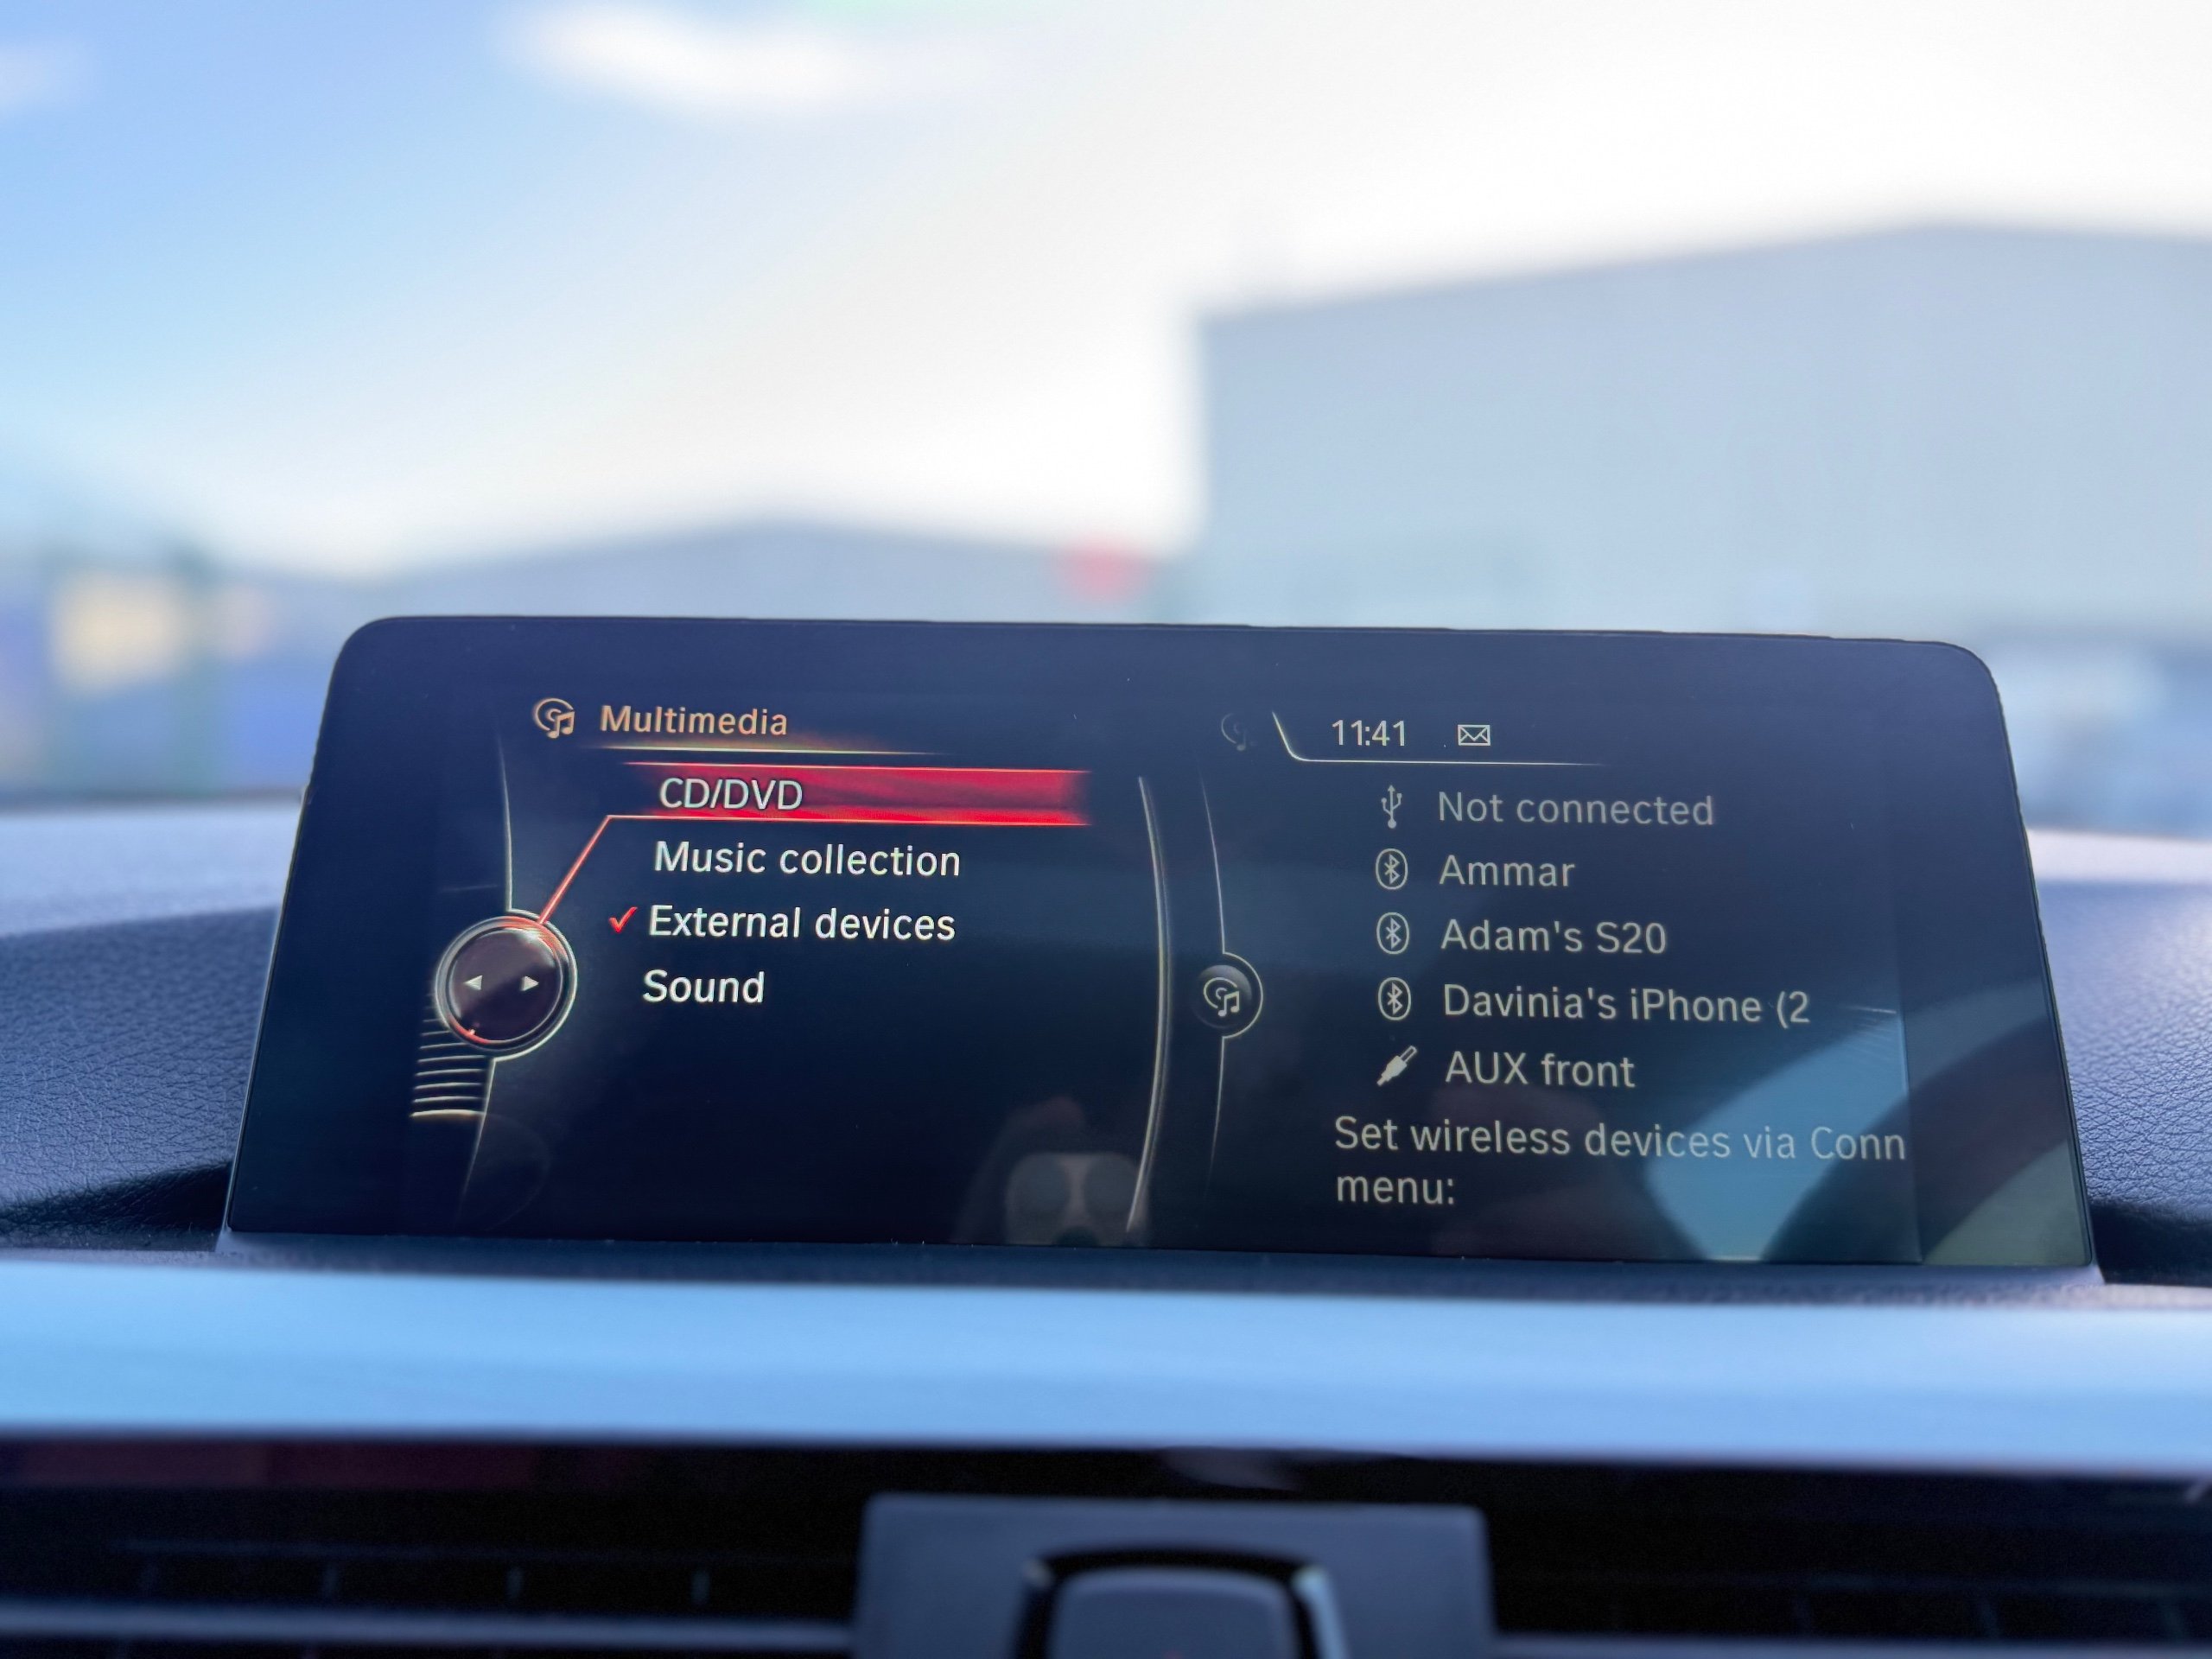 Multimedia
CD/DVD
Music collection
External devices
Sound
11:41
Not connected
Ammar
Adam's S20
Davinia's iPhone (2
AUX front
Set wireless devices via Conn
menu: